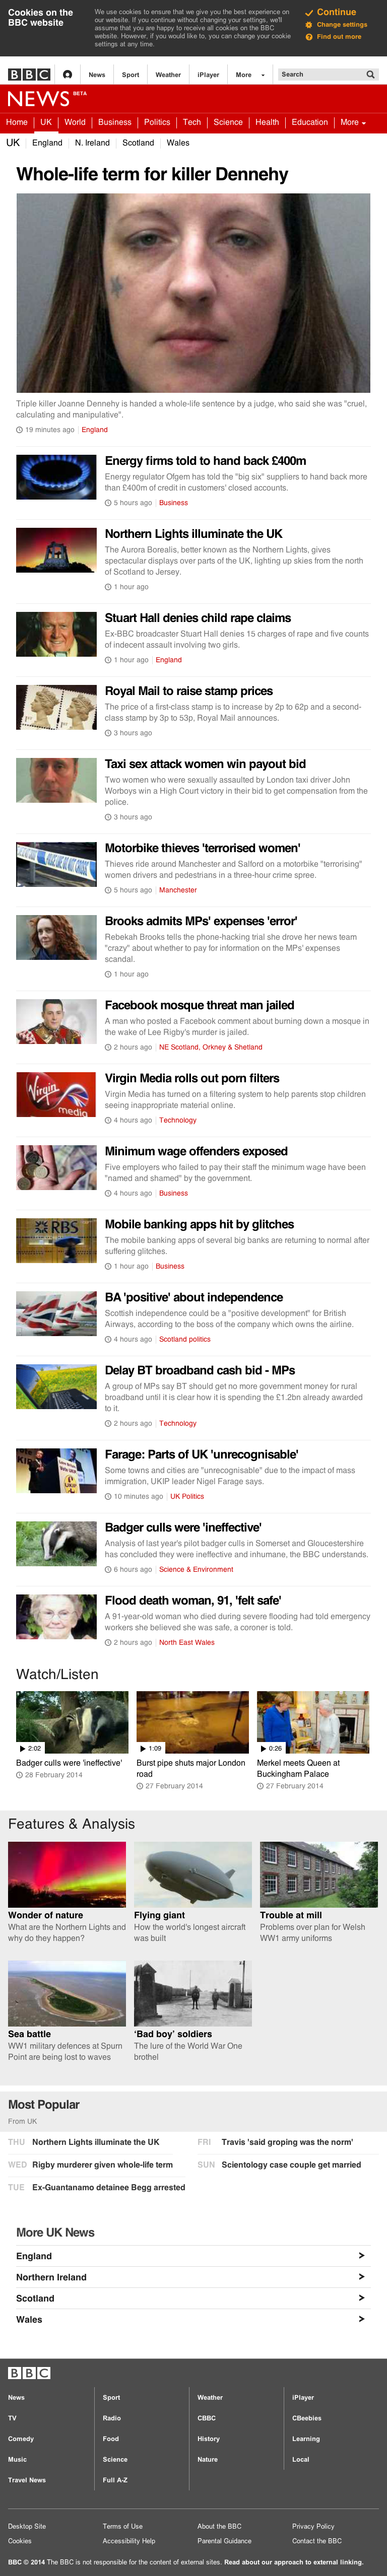 Cookies on the
BBC website
We use cookies to ensure that we give you the best experience on
our website. If you continue without changing your settings, we'll
assume that you are happy to receive all cookies on the BBC
website. However, if you would like to, you can change your cookie
settings at any time.
Continue
Change settings
Find out more
BBC
News
Sport
Weather
iPlayer
More
Search
NEWS BETA
Home
UK
World
Business
Politics
Tech
Science
Health
Education
More
UK
England
N. Ireland
Scotland
Wales
Whole-life term for killer Dennehy
Triple killer Joanne Dennehy is handed a whole-life sentence by a judge, who said she was "cruel,
calculating and manipulative".
19 minutes ago England
Energy firms told to hand back £400m
Energy regulator Ofgem has told the "big six" suppliers to hand back more
than £400m of credit in customers' closed accounts.
5 hours ago Business
Northern Lights illuminate the UK
The Aurora Borealis, better known as the Northern Lights, gives
spectacular displays over parts of the UK, lighting up skies from the north
of Scotland to Jersey.
1 hour ago
Stuart Hall denies child rape claims
Ex-BBC broadcaster Stuart Hall denies 15 charges of rape and five counts
of indecent assault involving two girls.
1 hour ago England
Royal Mail to raise stamp prices
The price of a first-class stamp is to increase by 2p to 62p and a second-
class stamp by 3p to 53p, Royal Mail announces.
3 hours ago
Taxi sex attack women win payout bid
Two women who were sexually assaulted by London taxi driver John
Worboys win a High Court victory in their bid to get compensation from the
police.
3 hours ago
Motorbike thieves 'terrorised women'
Thieves ride around Manchester and Salford on a motorbike "terrorising"
women drivers and pedestrians in a three-hour crime spree.
5 hours ago Manchester
Brooks admits MPs' expenses 'error'
Rebekah Brooks tells the phone-hacking trial she drove her news team
"crazy" about whether to pay for information on the MPs' expenses
scandal.
1 hour ago
Facebook mosque threat man jailed
A man who posted a Facebook comment about burning down a mosque in
the wake of Lee Rigby's murder is jailed.
2 hours ago NE Scotland, Orkney & Shetland
Virgin media
Virgin Media rolls out porn filters
Virgin Media has turned on a filtering system to help parents stop children
seeing inappropriate material online.
4 hours ago Technology
Minimum wage offenders exposed
Five employers who failed to pay their staff the minimum wage have been
"named and shamed" by the government.
4 hours ago Business
RBS
Mobile banking apps hit by glitches
The mobile banking apps of several big banks are returning to normal after
suffering glitches.
1 hour ago Business
BA 'positive' about independence
Scottish independence could be a "positive development" for British
Airways, according to the boss of the company which owns the airline.
4 hours ago Scotland politics
Delay BT broadband cash bid - MPs
A group of MPs say BT should get no more government money for rural
broadband until it is clear how it is spending the £1.2bn already awarded
to it.
2 hours ago Technology
Farage: Parts of UK 'unrecognisable'
Some towns and cities are "unrecognisable" due to the impact of mass
immigration, UKIP leader Nigel Farage says.
10 minutes ago UK Politics
Badger culls were 'ineffective'
Analysis of last year's pilot badger culls in Somerset and Gloucestershire
has concluded they were ineffective and inhumane, the BBC understands.
6 hours ago Science & Environment
Flood death woman, 91, 'felt safe'
A 91-year-old woman who died during severe flooding had told emergency
workers she believed she was safe, a coroner is told.
2 hours ago North East Wales
Watch/Listen
2:02
1:09
0:26
Badger culls were 'ineffective'
28 February 2014
Burst pipe shuts major London
road
27 February 2014
Merkel meets Queen at
Buckingham Palace
27 February 2014
Features & Analysis
Wonder of nature
What are the Northern Lights and
why do they happen?
Flying giant
How the world's longest aircraft
was built
Trouble at mill
Problems over plan for Welsh
WW1 army uniforms
Sea battle
WW1 military defences at Spurn
Point are being lost to waves
'Bad boy' soldiers
The lure of the World War One
brothel
Most Popular
From UK
THU Northern Lights illuminate the UK
FRI Travis 'said groping was the norm'
WED Rigby murderer given whole-life term
SUN Scientology case couple get married
TUE Ex-Guantanamo detainee Begg arrested
More UK News
England
Northern Ireland
Scotland
Wales
BBC
News
Sport
Weather
iPlayer
TV
Radio
CBBC
CBeebies
Comedy
Food
History
Learning
Music
Science
Nature
Local
Travel News
Full A-Z
Desktop Site
Terms of Use
About the BBC
Privacy Policy
Cookies
Accessibility Help
Parental Guidance
Contact the BBC
BBC © 2014 The BBC is not responsible for the content of external sites. Read about our approach to external linking.